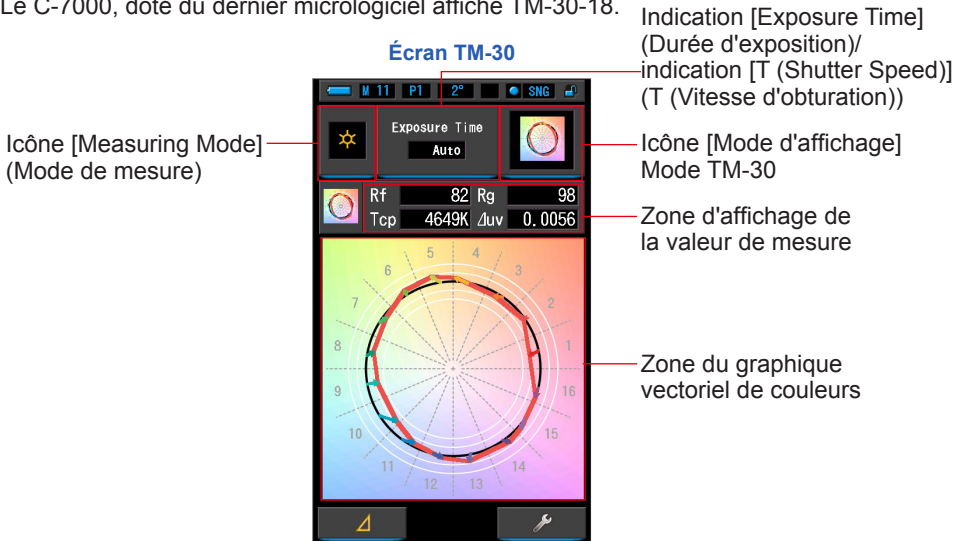 Le C-7000, doté du dernier micrologiciel affiche TM-30-18.
Écran TM-30
Indication [Exposure Time]
(Durée d'exposition)/
indication [T (Shutter Speed)]
(T (Vitesse d'obturation))
Icône [Measuring Mode]
(Mode de mesure)
Icône [Mode d'affichage]
Mode TM-30
Zone d'affichage de
la valeur de mesure
Zone du graphique
vectoriel de couleurs
M 11 P1 2° SNG
Exposure Time
Auto
Rf 82 Rg 98
Tcp 4649K ⊿uv 0.0056
5 4
6 3
7 2
8 1
9 16
10 15
11 14
12 13